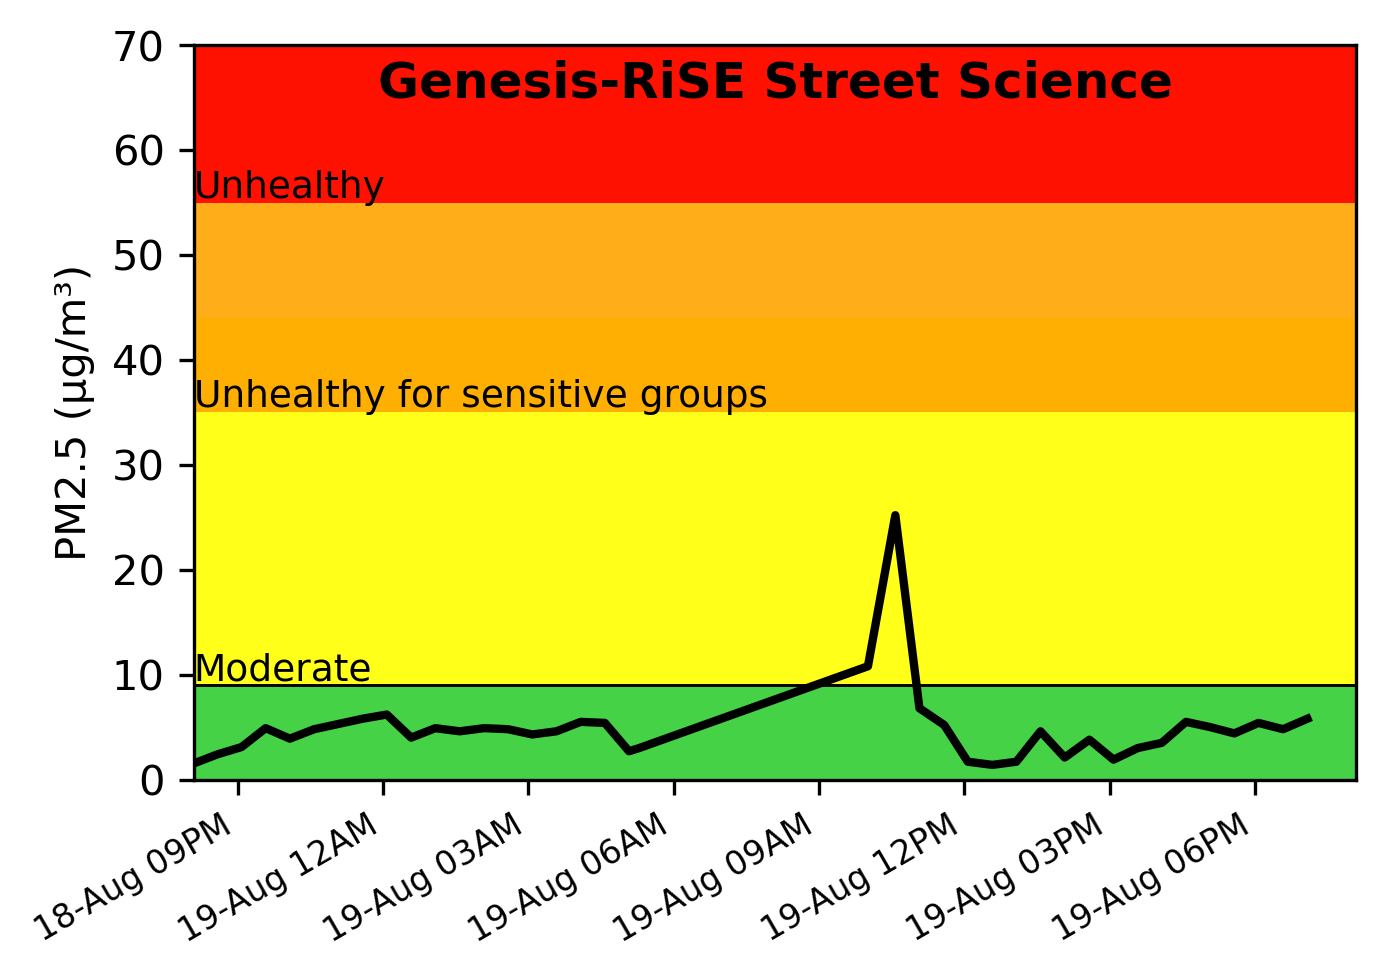 Genesis-RiSE Street Science
70
60
50
40
30
20
10
0
PM2.5 (μg/m³)
Unhealthy
Unhealthy for sensitive groups
Moderate
18-Aug 09PM
19-Aug 12AM
19-Aug 03AM
19-Aug 06AM
19-Aug 09AM
19-Aug 12PM
19-Aug 03PM
19-Aug 06PM